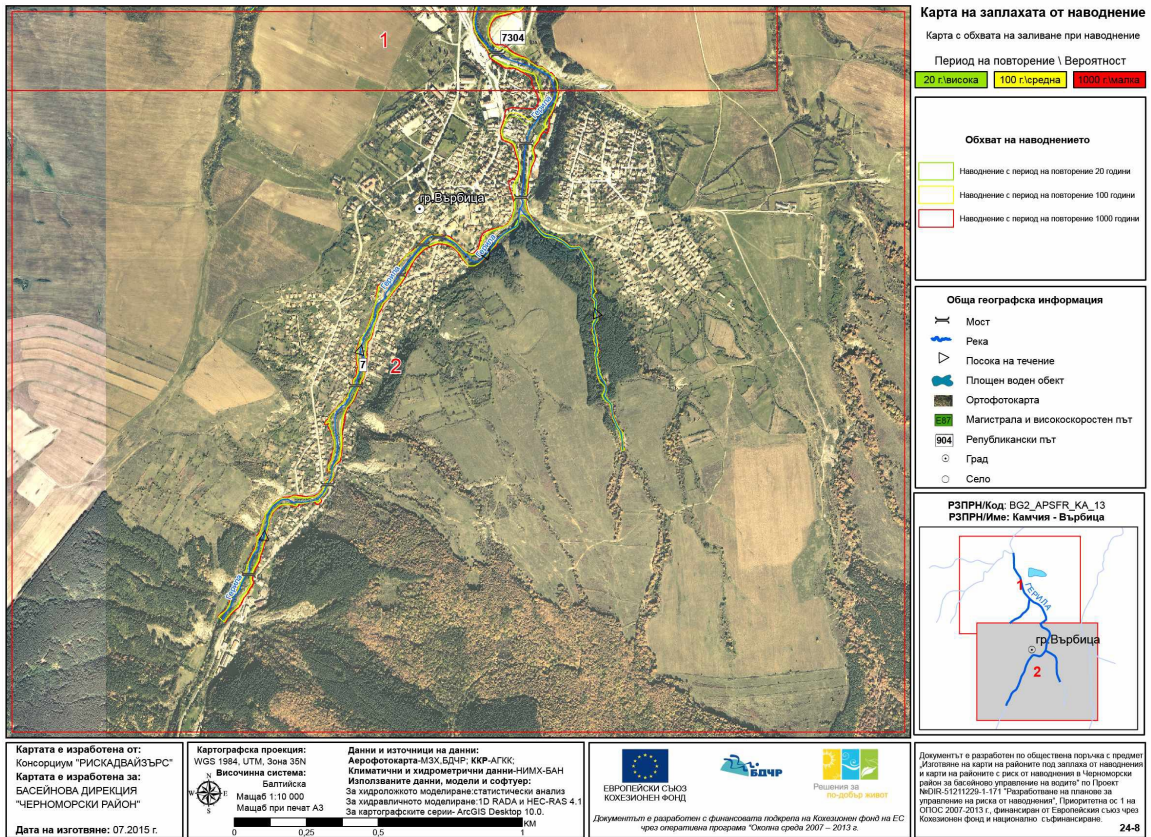 Карта на заплахата от наводнение
Карта с обхвата на заливане при наводнение
Период на повторение \ Вероятност
20 г.\висока
100 г.\средна
1000 г.\малка
Обхват на наводнението
Наводнение с период на повторение 20 години
Наводнение с период на повторение 100 години
Наводнение с период на повторение 1000 години
Обща географска информация
Мост
Река
Посока на течение
Площен воден обект
Ортофотокарта
E87 Магистрала и високоскоростен път
904 Републикански път
Град
Село
РЗПРН/Код: BG2_APSFR_KA_13
РЗПРН/Име: Камчия - Върбица
1
ГЕРИЛА
гр.Върбица
2
1
7304
Герила
гр.Върбица
Герила
Герила
7
2
Герила
Картата е изработена от:
Консорциум "РИСКАДВАЙЗЪРС"
Картата е изработена за:
БАСЕЙНОВА ДИРЕКЦИЯ
"ЧЕРНОМОРСКИ РАЙОН"
Дата на изготвяне: 07.2015 г.
Картографска проекция:
WGS 1984, UTM, Зона 35N
Височинна система:
Балтийска
Мащаб 1:10 000
Мащаб при печат А3
N
W E
S
Данни и източници на данни:
Аерофотокарта-МЗХ,БДЧР; ККР-АГКК;
Климатични и хидрометрични данни-НИМХ-БАН
Използваните данни, модели и софтуер:
За хидроложкото моделиране:статистически анализ
За хидравличното моделиране:1D RADA и HEC-RAS 4.1
За картографските серии- ArcGIS Desktop 10.0.
КМ
0 0,25 0,5 1
ЕВРОПЕЙСКИ СЪЮЗ
КОХЕЗИОНЕН ФОНД
БДЧР
Решения за
по-добър живот
Документът е разработен с финансовата подкрепа на Кохезионен фонд на ЕС
чрез оперативна програма "Околна среда 2007 – 2013 г.
Документът е разработен по обществена поръчка с предмет
„Изготвяне на карти на районите под заплаха от наводнения
и карти на районите с риск от наводнения в Черноморски
район за басейново управление на водите" по Проект
№DIR-51211229-1-171 "Разработване на планове за
управление на риска от наводнения", Приоритетна ос 1 на
ОПОС 2007-2013 г., финансиран от Европейския съюз чрез
Кохезионен фонд и национално съфинансиране.
24-8